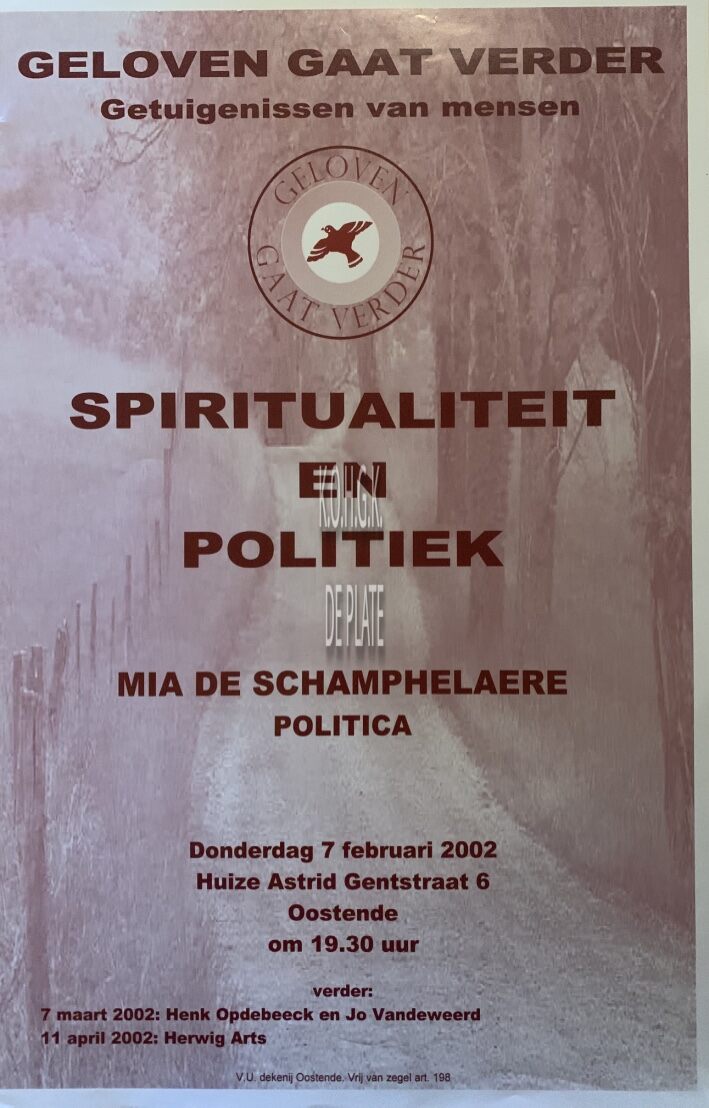 GELOVEN GAAT VERDER
Getuigenissen van mensen
GELOVEN
GAAT VERDER
SPIRITUALITEIT
EN
K.O.H.G.K.
POLITIEK
DE PLATE
MIA DE SCHAMPHELAERE
POLITICA
Donderdag 7 februari 2002
Huize Astrid Gentstraat 6
Oostende
om 19.30 uur
verder:
7 maart 2002: Henk Opdebeeck en Jo Vandeweerd
11 april 2002: Herwig Arts
V.U. dekenij Oostende. Vrij van zegel art. 198